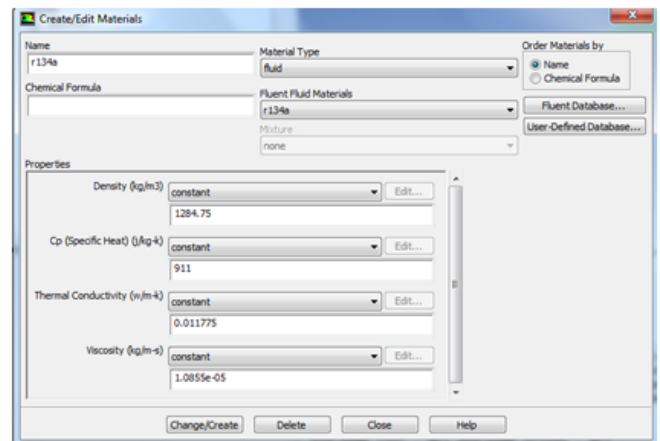 Create/Edit Materials
Name
r134a
Chemical Formula
Material Type
fluid
Fluent Fluid Materials
r134a
Mixture
none
Order Materials by
Name
Chemical Formula
Fluent Database...
User-Defined Database...
Properties
Density (kg/m3) constant Edit...
1284.75
Cp (Specific Heat) (j/kg-k) constant Edit...
911
Thermal Conductivity (w/m-k) constant Edit...
0.011775
Viscosity (kg/m-s) constant Edit...
1.0855e-05
Change/Create Delete Close Help